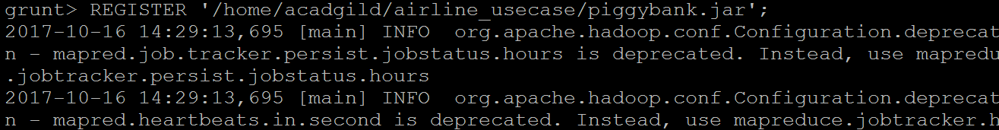 grunt> REGISTER '/home/acadgild/airline_usecase/piggybank.jar';
2017-10-16 14:29:13,695 [main] INFO  org.apache.hadoop.conf.Configuration.deprecat
n - mapred.job.tracker.persist.jobstatus.hours is deprecated. Instead, use mapredu
.jobtracker.persist.jobstatus.hours
2017-10-16 14:29:13,695 [main] INFO  org.apache.hadoop.conf.Configuration.deprecat
n - mapred.heartbeats.in.second is deprecated. Instead, use mapreduce.jobtracker.h